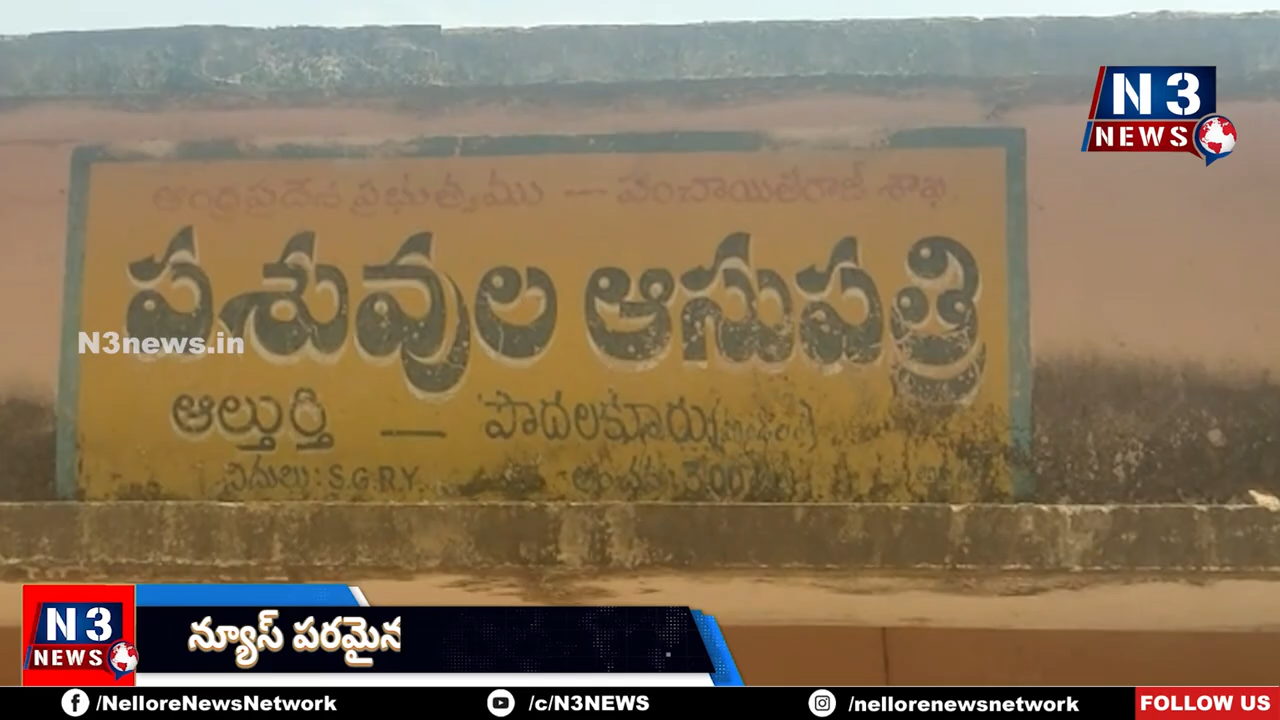 N3
NEWS
ఆంధ్రప్రదేశ ప్రభుత్వము — పంచాయితీరాజ్ శాఖ.
పశువుల ఆసుపత్రి
N3news.in
ఆల్తుర్తి — పొదలకూరు
నిదులు: S.G.R.Y.
N3
NEWS
న్యూస్ పరమైన
/NelloreNewsNetwork
/c/N3NEWS
/nellorenewsnetwork
FOLLOW US